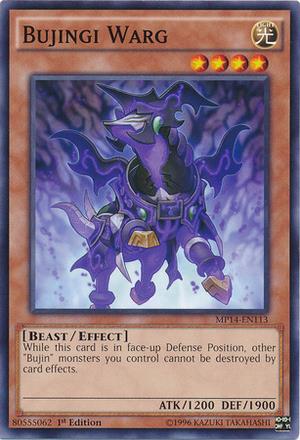 Bujingi Warg
LIGHT
光
MP14-EN113
[BEAST / EFFECT]
While this card is in face-up Defense Position, other
"Bujin" monsters you control cannot be destroyed by
card effects.
ATK/1200 DEF/1900
80555062 1st Edition ©1996 KAZUKI TAKAHASHI